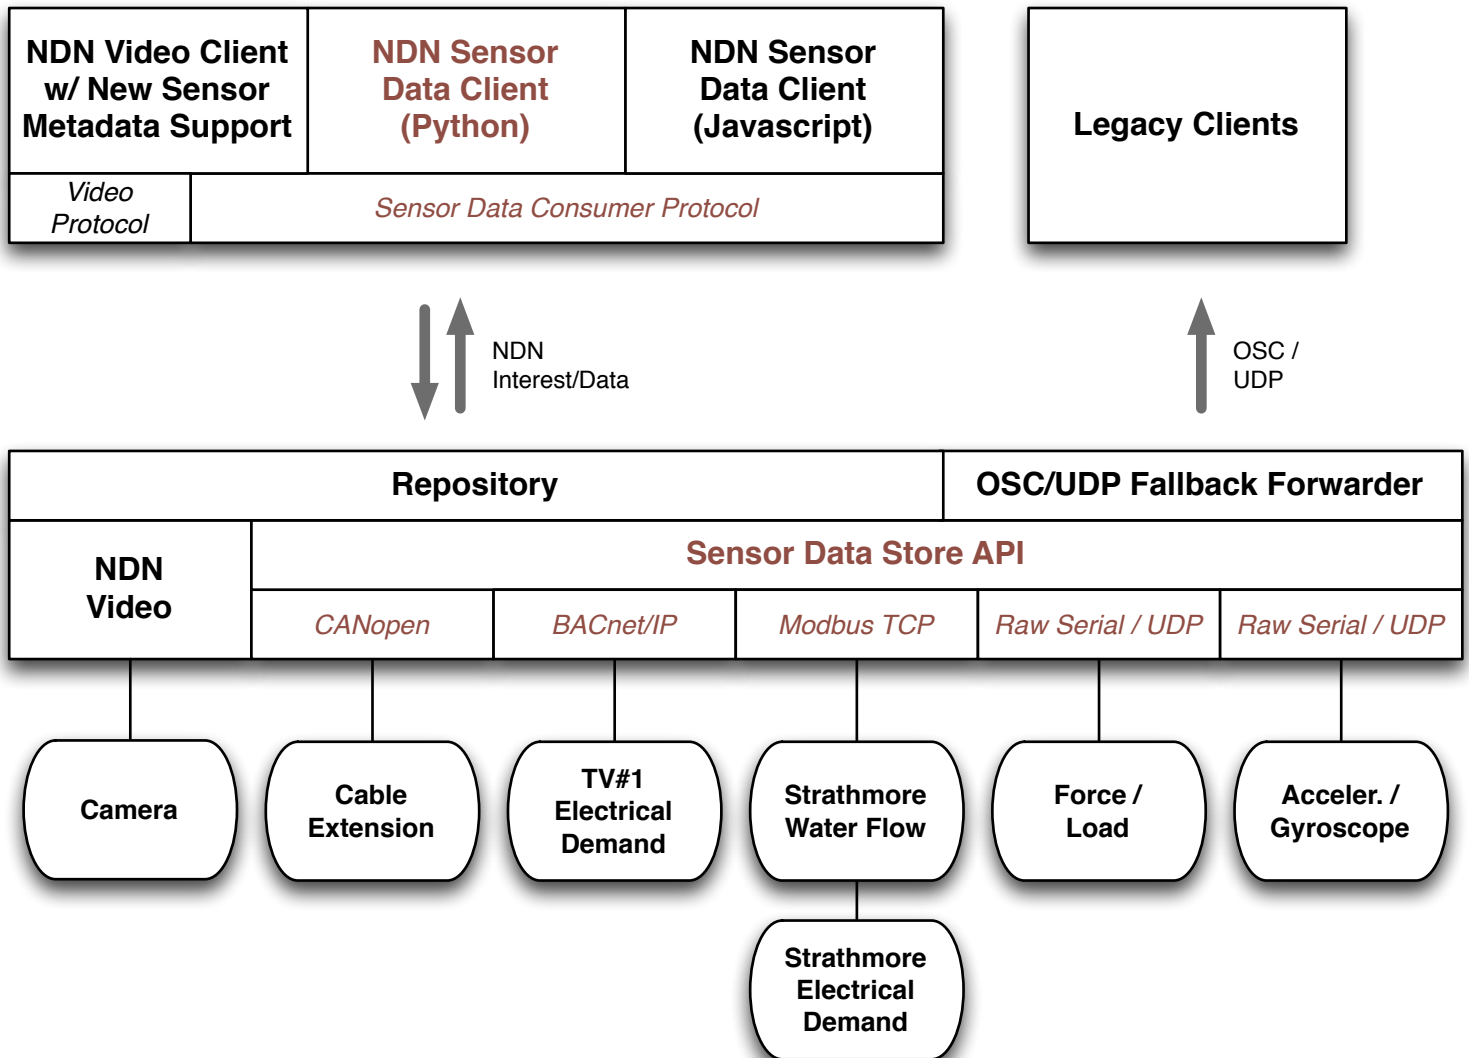 NDN Video Client
w/ New Sensor
Metadata Support
NDN Sensor
Data Client
(Python)
NDN Sensor
Data Client
(Javascript)
Legacy Clients
Video
Protocol
Sensor Data Consumer Protocol
NDN
Interest/Data
OSC /
UDP
Repository
OSC/UDP Fallback Forwarder
NDN
Video
Sensor Data Store API
CANopen
BACnet/IP
Modbus TCP
Raw Serial / UDP
Raw Serial / UDP
Camera
Cable
Extension
TV#1
Electrical
Demand
Strathmore
Water Flow
Force /
Load
Acceler. /
Gyroscope
Strathmore
Electrical
Demand